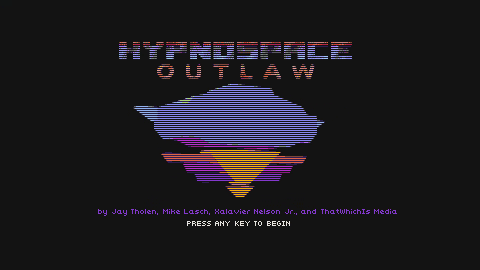 HYPNOSPACE
OUTLAW
by Jay Tholen, Mike Lasch, Xalavier Nelson Jr., and ThatWhichIs Media
PRESS ANY KEY TO BEGIN